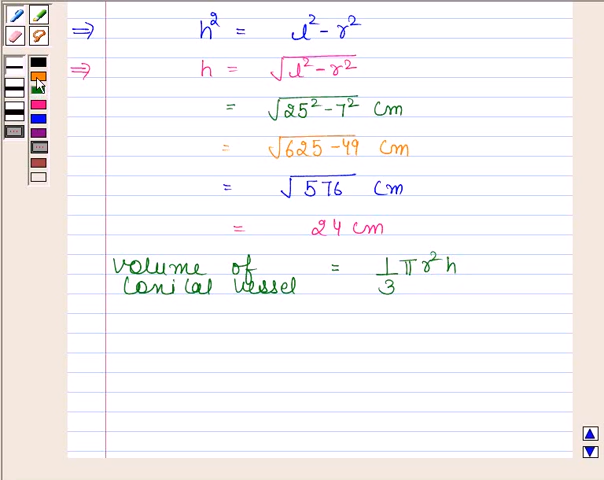 ⇒ h² = l² − r²
⇒ h = √(l² − r²)
= √(25² − 7²) cm
= √(625 − 49) cm
= √576 cm
= 24 cm
Volume of = 1/3 πr²h
Conical vessel